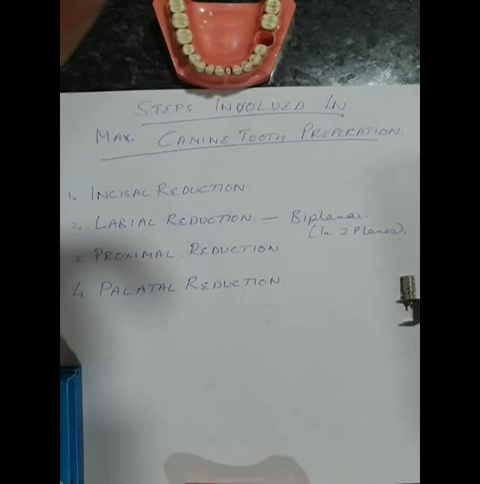 STEPS INVOLVED IN
MAX. CANINE TOOTH PREPERATION.
1. INCISAL REDUCTION
2. LABIAL REDUCTION — Biplanar.
(In 2 Planes).
3. PROXIMAL REDUCTION
4. PALATAL REDUCTION.